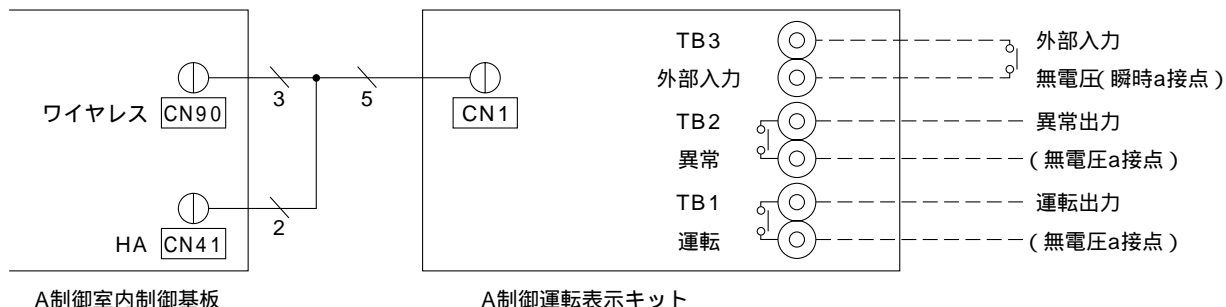 ワイヤレス CN90
3
5
CN1
HA CN41
2
A制御室内制御基板
TB3
外部入力
TB2
異常
TB1
運転
A制御運転表示キット
外部入力
無電圧(瞬時a接点)
異常出力
(無電圧a接点)
運転出力
(無電圧a接点)